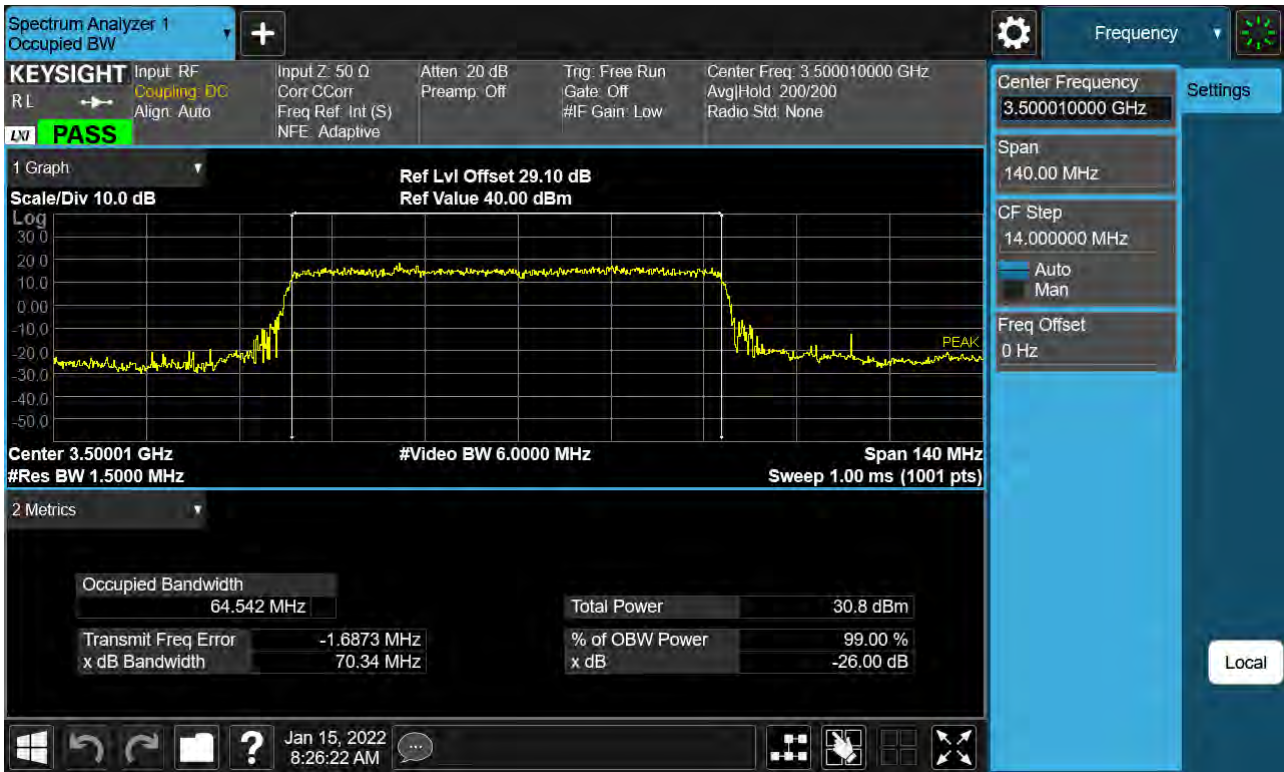 Spectrum Analyzer 1
Occupied BW
+
Frequency
KEYSIGHT
RL
LXI PASS
Input: RF
Coupling: DC
Align: Auto
Input Z: 50 Ω
Corr CCorr
Freq Ref: Int (S)
NFE: Adaptive
Atten: 20 dB
Preamp: Off
Trig: Free Run
Gate: Off
#IF Gain: Low
Center Freq: 3.500010000 GHz
Avg|Hold: 200/200
Radio Std: None
Center Frequency
3.500010000 GHz
Settings
Span
140.00 MHz
CF Step
14.000000 MHz
Auto
Man
Freq Offset
0 Hz
1 Graph
Scale/Div 10.0 dB
Ref Lvl Offset 29.10 dB
Ref Value 40.00 dBm
Log
30.0
20.0
10.0
0.00
-10.0
-20.0
-30.0
-40.0
-50.0
PEAK
Center 3.50001 GHz
#Video BW 6.0000 MHz
Span 140 MHz
#Res BW 1.5000 MHz
Sweep 1.00 ms (1001 pts)
2 Metrics
Occupied Bandwidth
64.542 MHz
Total Power 30.8 dBm
Transmit Freq Error -1.6873 MHz
% of OBW Power 99.00 %
x dB Bandwidth 70.34 MHz
x dB -26.00 dB
Local
?
Jan 15, 2022
8:26:22 AM